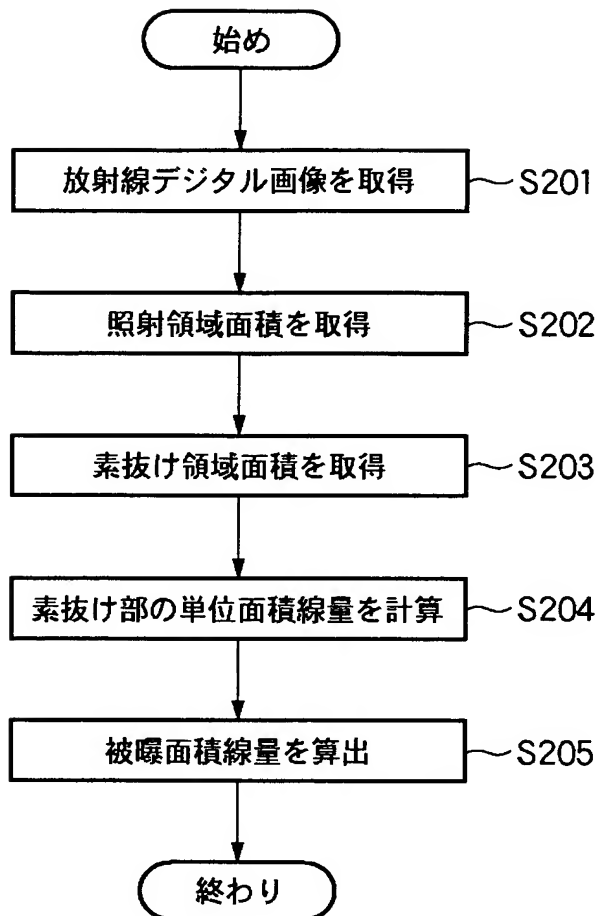 始め
放射線デジタル画像を取得 S201
照射領域面積を取得 S202
素抜け領域面積を取得 S203
素抜け部の単位面積線量を計算 S204
被曝面積線量を算出 S205
終わり